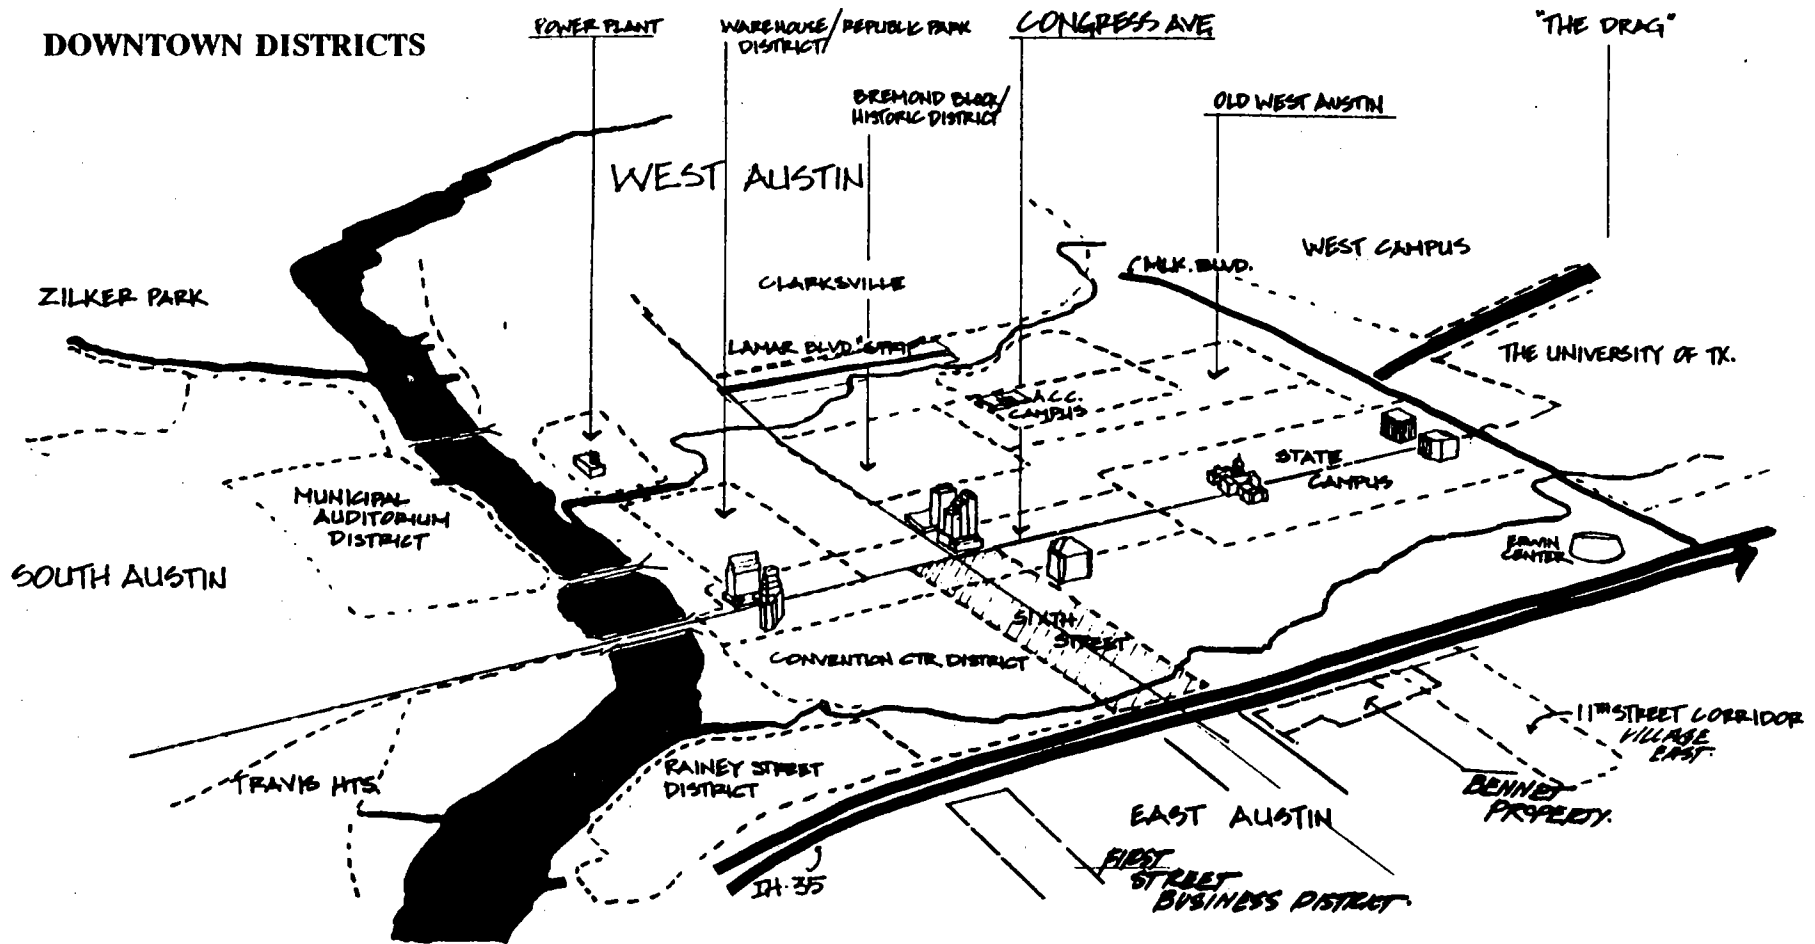 DOWNTOWN DISTRICTS
POWER PLANT
WAREHOUSE/REPUBLIC PARK
DISTRICT
CONGRESS AVE
"THE DRAG"
BREMOND BLOCK/
HISTORIC DISTRICT
OLD WEST AUSTIN
WEST AUSTIN
WEST CAMPUS
MLK. BLVD.
CLARKSVILLE
ZILKER PARK
LAMAR BLVD. "STRIP"
THE UNIVERSITY OF TX.
A.C.C.
CAMPUS
STATE
CAMPUS
MUNICIPAL
AUDITORIUM
DISTRICT
ERWIN
CENTER
SOUTH AUSTIN
SIXTH
STREET
CONVENTION CTR. DISTRICT
11TH STREET CORRIDOR
VILLAGE
EAST.
TRAVIS HTS.
RAINEY STREET
DISTRICT
BENNET
PROPERTY.
EAST AUSTIN
IH-35
FIRST
STREET
BUSINESS DISTRICT.